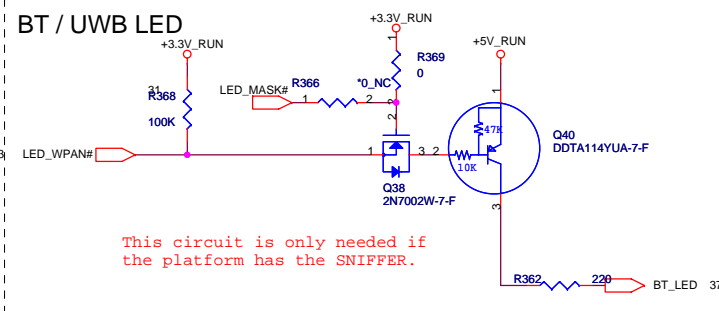 BT / UWB LED
+3.3V_RUN
+3.3V_RUN
+5V_RUN
1
R369
0
31
R368
100K
LED_MASK#
R366
*0_NC
1
2
2
2
1
LED_WPAN#
3
1
3
2
47K
10K
Q40
DDTA114YUA-7-F
Q38
2N7002W-7-F
3
This circuit is only needed if
the platform has the SNIFFER.
R362
220
BT_LED
37